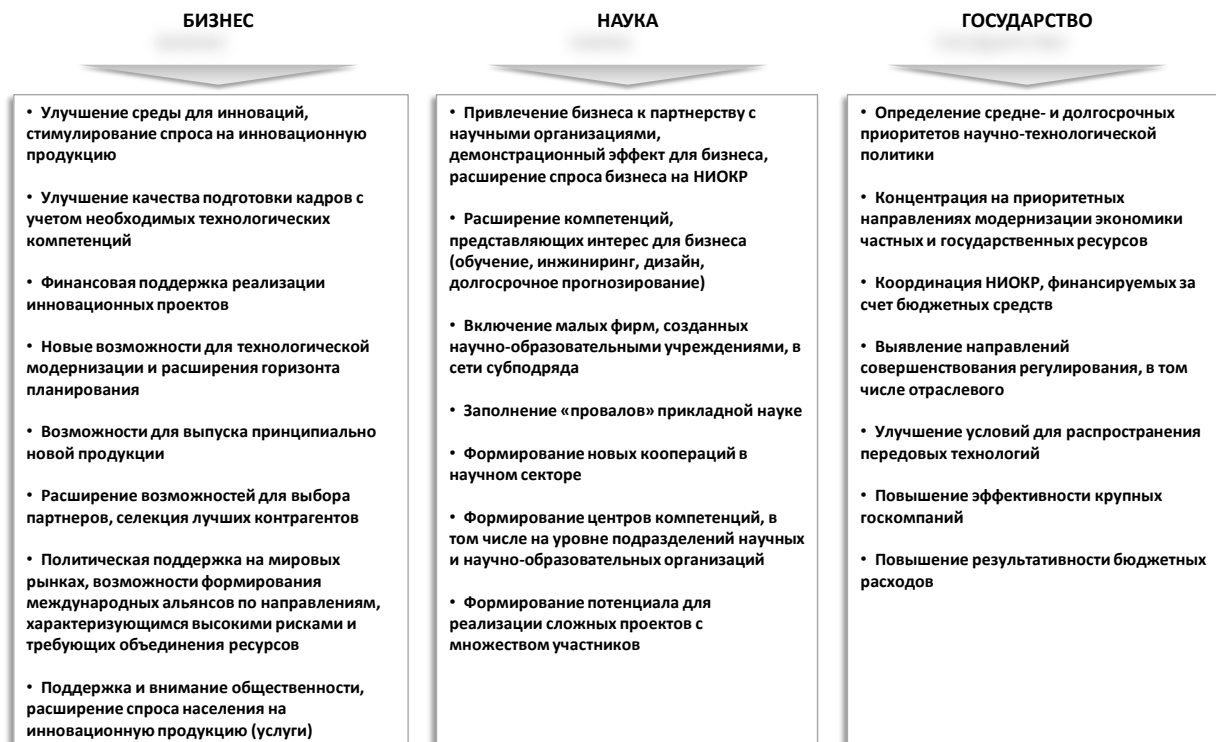 БИЗНЕС
• Улучшение среды для инноваций,
стимулирование спроса на инновационную
продукцию
• Улучшение качества подготовки кадров с
учетом необходимых технологических
компетенций
• Финансовая поддержка реализации
инновационных проектов
• Новые возможности для технологической
модернизации и расширения горизонта
планирования
• Возможности для выпуска принципиально
новой продукции
• Расширение возможностей для выбора
партнеров, селекция лучших контрагентов
• Политическая поддержка на мировых
рынках, возможности формирования
международных альянсов по направлениям,
характеризующимся высокими рисками и
требующих объединения ресурсов
• Поддержка и внимание общественности,
расширение спроса населения на
инновационную продукцию (услуги)
НАУКА
• Привлечение бизнеса к партнерству с
научными организациями,
демонстрационный эффект для бизнеса,
расширение спроса бизнеса на НИОКР
• Расширение компетенций,
представляющих интерес для бизнеса
(обучение, инжиниринг, дизайн,
долгосрочное прогнозирование)
• Включение малых фирм, созданных
научно-образовательными учреждениями, в
сети субподряда
• Заполнение «провалов» прикладной науке
• Формирование новых коопераций в
научном секторе
• Формирование центров компетенций, в
том числе на уровне подразделений научных
и научно-образовательных организаций
• Формирование потенциала для
реализации сложных проектов с
множеством участников
ГОСУДАРСТВО
• Определение средне- и долгосрочных
приоритетов научно-технологической
политики
• Концентрация на приоритетных
направлениях модернизации экономики
частных и государственных ресурсов
• Координация НИОКР, финансируемых за
счет бюджетных средств
• Выявление направлений
совершенствования регулирования, в том
числе отраслевого
• Улучшение условий для распространения
передовых технологий
• Повышение эффективности крупных
госкомпаний
• Повышение результативности бюджетных
расходов